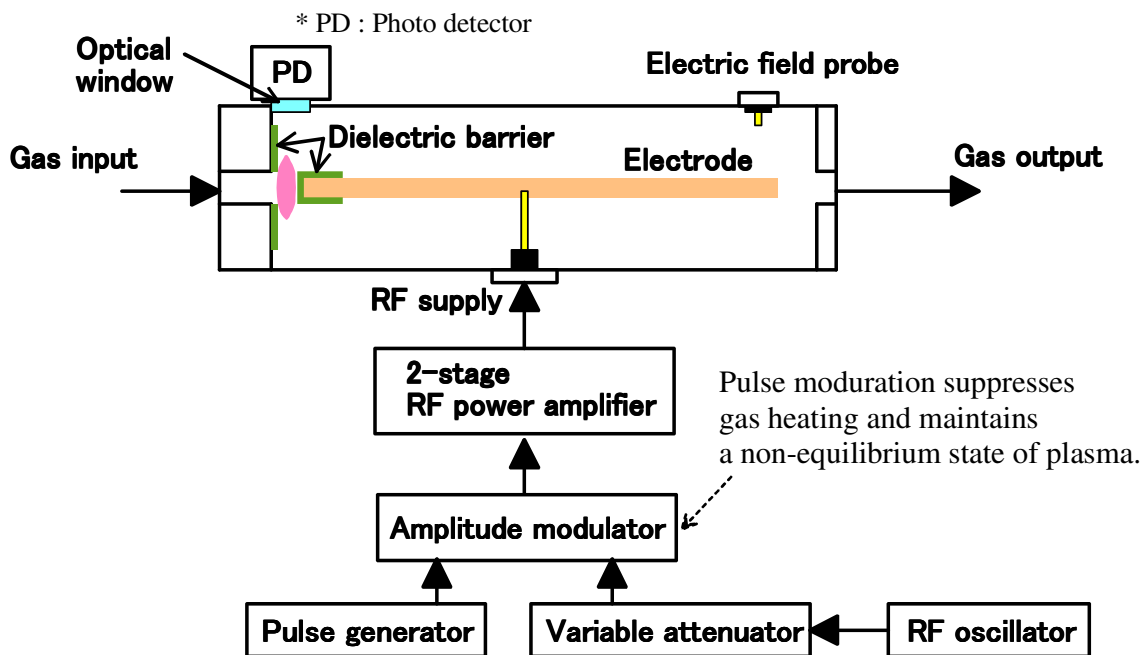 * PD : Photo detector
Optical
window
PD
Electric field probe
Dielectric barrier
Gas input
Electrode
Gas output
RF supply
2-stage
RF power amplifier
Pulse moduration suppresses
gas heating and maintains
a non-equilibrium state of plasma.
Amplitude modulator
Pulse generator
Variable attenuator
RF oscillator